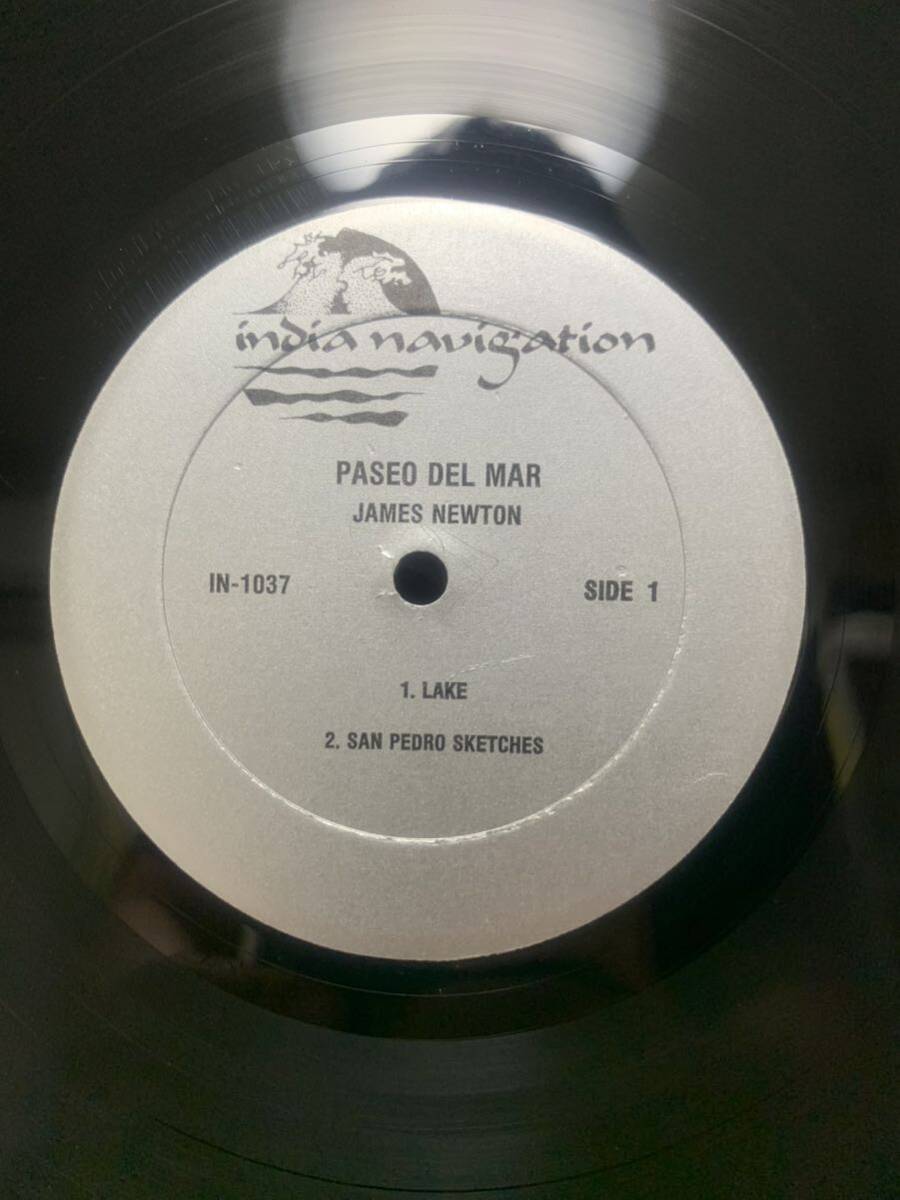 india navigation
PASEO DEL MAR
JAMES NEWTON
IN-1037
SIDE 1
1. LAKE
2. SAN PEDRO SKETCHES